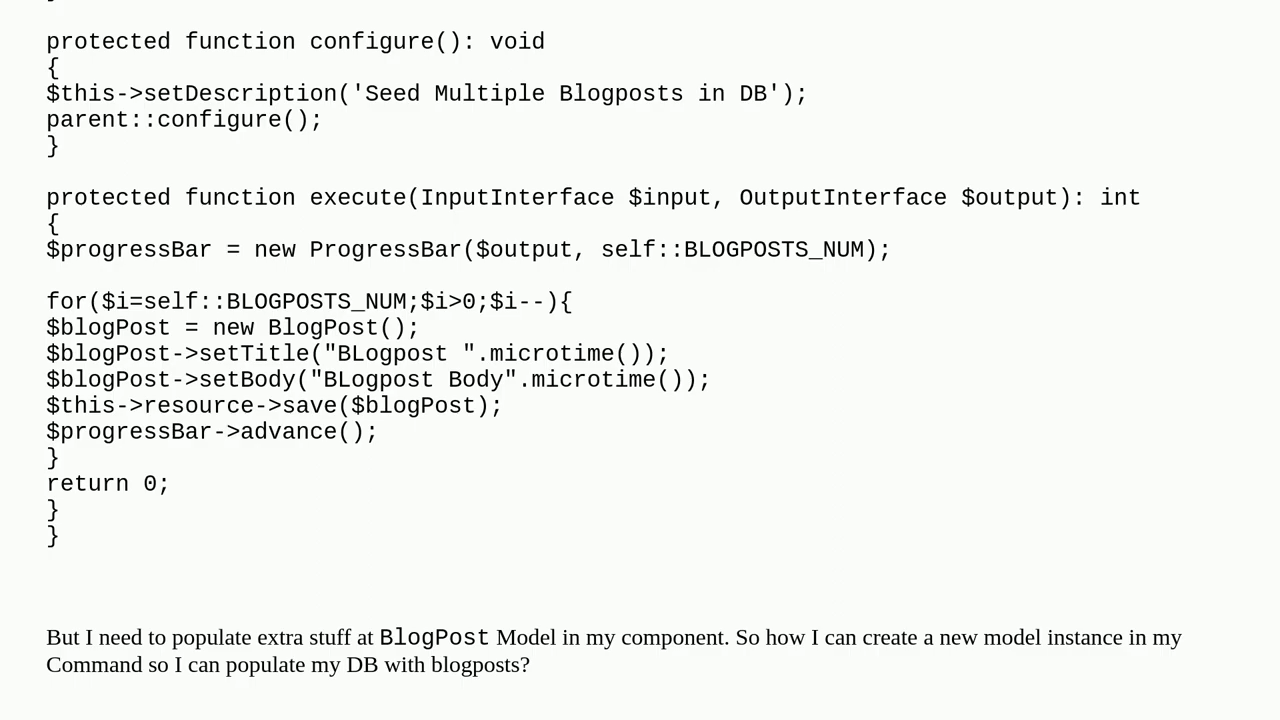 protected function configure(): void
{
$this->setDescription('Seed Multiple Blogposts in DB');
parent::configure();
}
protected function execute(InputInterface $input, OutputInterface $output): int
{
$progressBar = new ProgressBar($output, self::BLOGPOSTS_NUM);
for($i=self::BLOGPOSTS_NUM;$i>0;$i--){
$blogPost = new BlogPost();
$blogPost->setTitle("BLogpost ".microtime());
$blogPost->setBody("BLogpost Body".microtime());
$this->resource->save($blogPost);
$progressBar->advance();
}
return 0;
}
}
But I need to populate extra stuff at BlogPost Model in my component. So how I can create a new model instance in my
Command so I can populate my DB with blogposts?